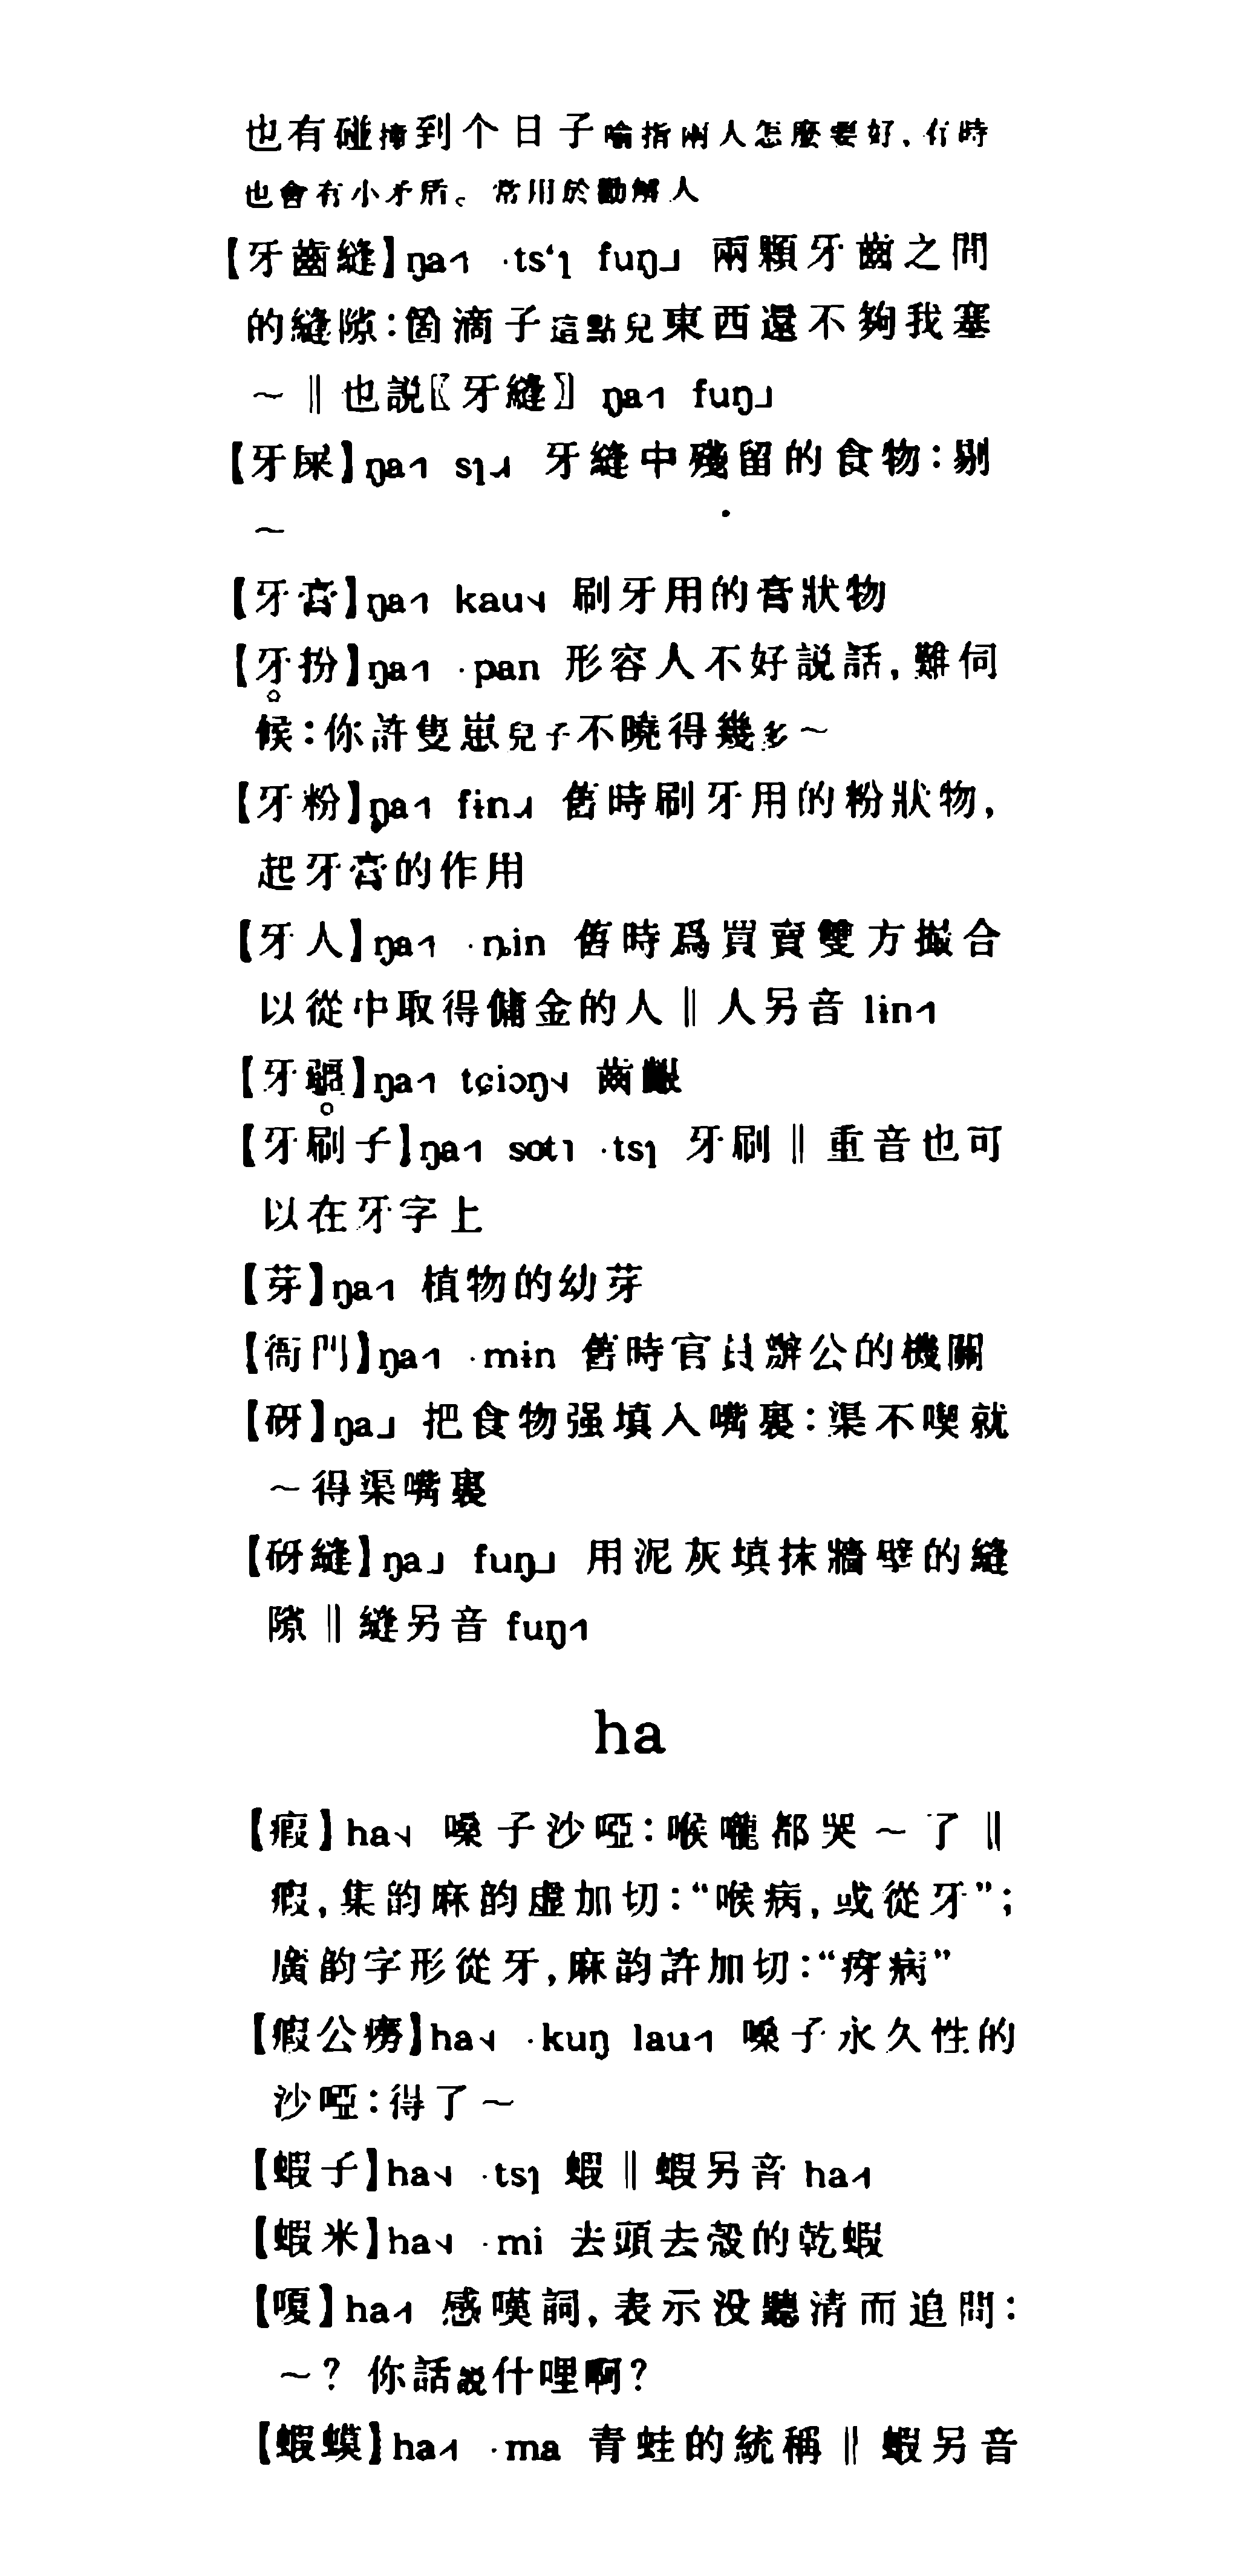 也有碰撞到个日子喻指兩人怎麽要好,有時
也會有小矛盾。常用於勸解人
【牙齒縫】ŋa˧˥ ·tsʻɿ fuŋ˩ 兩顆牙齒之間
的縫隙:箇滴子這點兒東西還不夠我塞
～‖也説〖牙縫〗ŋa˧˥ fuŋ˩
【牙屎】ŋa˧˥ sɿ˨˩˧ 牙縫中殘留的食物:剔
～
【牙膏】ŋa˧˥ kau˦˨ 刷牙用的膏狀物
【牙扮】ŋa˧˥ ·pan 形容人不好説話,難伺
候:你許隻崽兒子不曉得幾多～
【牙粉】ŋa˧˥ fɨn˨˩˧ 舊時刷牙用的粉狀物,
起牙膏的作用
【牙人】ŋa˧˥ ·ȵin 舊時爲買賣雙方撮合
以從中取得傭金的人‖人另音 lɨn˧˥
【牙疆】ŋa˧˥ tɕiɔŋ˦˨ 齒齦
【牙刷子】ŋa˧˥ sɔt˥ ·tsɿ 牙刷‖重音也可
以在牙字上
【芽】ŋa˧˥ 植物的幼芽
【衙門】ŋa˧˥ ·mɨn 舊時官員辦公的機關
【砑】ŋa˩ 把食物强填入嘴裏:渠不喫就
～得渠嘴裏
【砑縫】ŋa˩ fuŋ˩ 用泥灰填抹牆壁的縫
隙‖縫另音 fuŋ˧˥
ha
【瘕】ha˦˨ 嗓子沙啞:喉嚨都哭～了‖
瘕,集韵麻韵虚加切:“喉病,或從牙”;
廣韵字形從牙,麻韵許加切:“疨病”
【瘕公癆】ha˦˨ ·kuŋ lau˧˥ 嗓子永久性的
沙啞:得了～
【蝦子】ha˦˨ ·tsɿ 蝦‖蝦另音 ha˨˦
【蝦米】ha˦˨ ·mi 去頭去殼的乾蝦
【嗄】ha˨˦ 感嘆詞,表示没聽清而追問:
～? 你話説什哩啊?
【蝦蟆】ha˨˦ ·ma 青蛙的統稱‖蝦另音